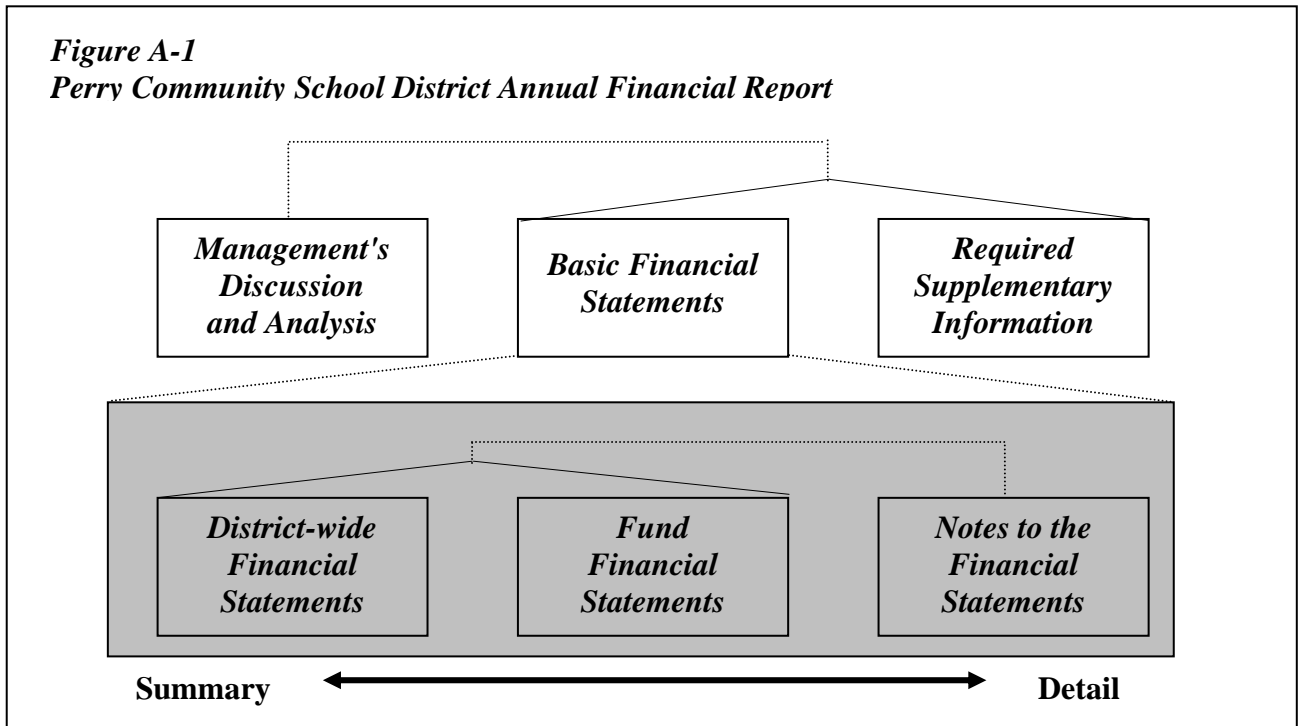 Figure A-1
Perry Community School District Annual Financial Report
Management's
Discussion
and Analysis
Basic Financial
Statements
Required
Supplementary
Information
District-wide
Financial
Statements
Fund
Financial
Statements
Notes to the
Financial
Statements
Summary
Detail